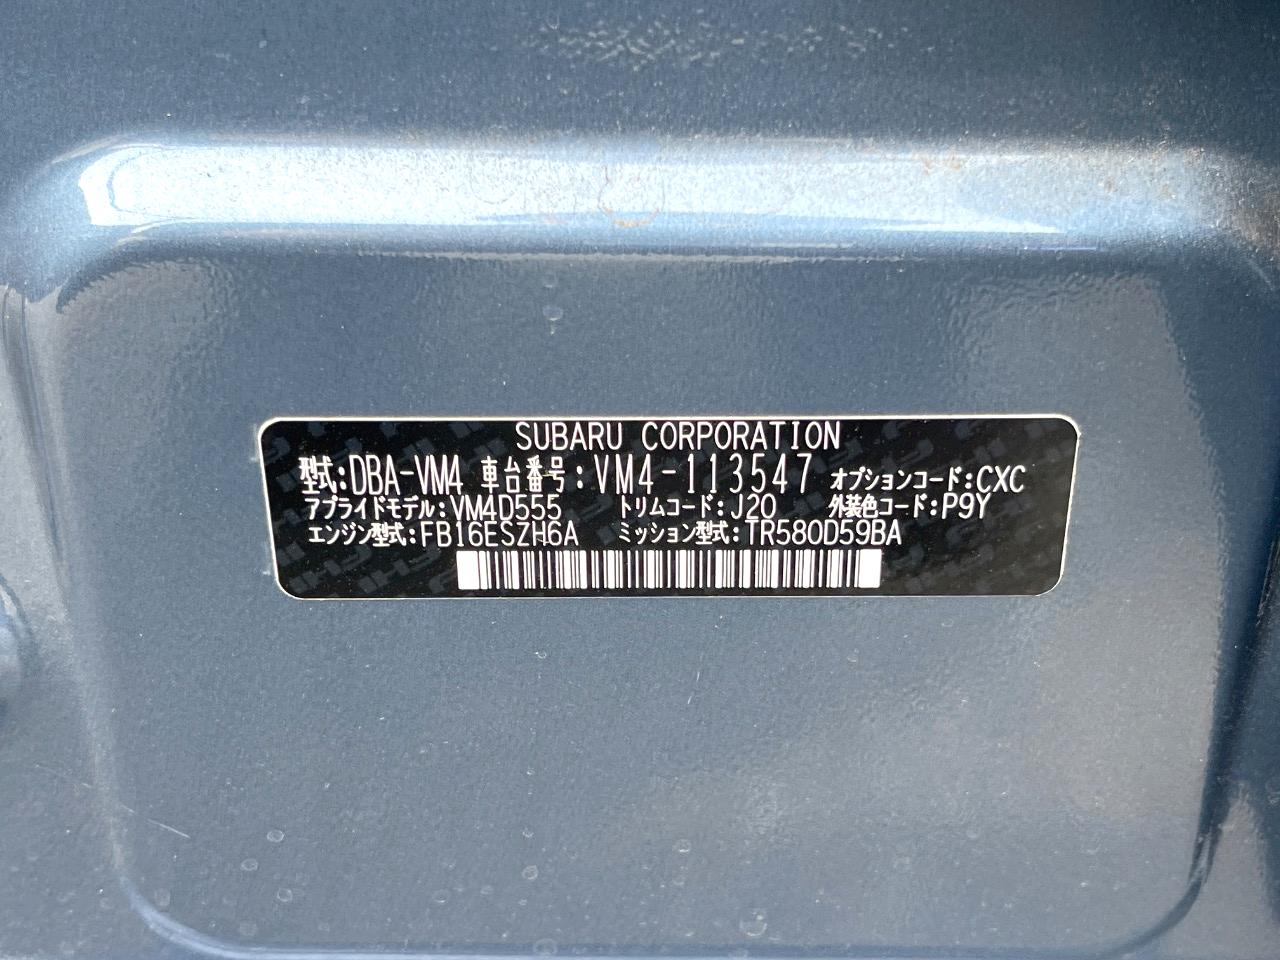 SUBARU CORPORATION
型式:DBA-VM4 車台番号:VM4-113547 オプションコード:CXC
アプライドモデル:VM4D555 トリムコード:J20 外装色コード:P9Y
エンジン型式:FB16ESZH6A ミッション型式:TR580D59BA